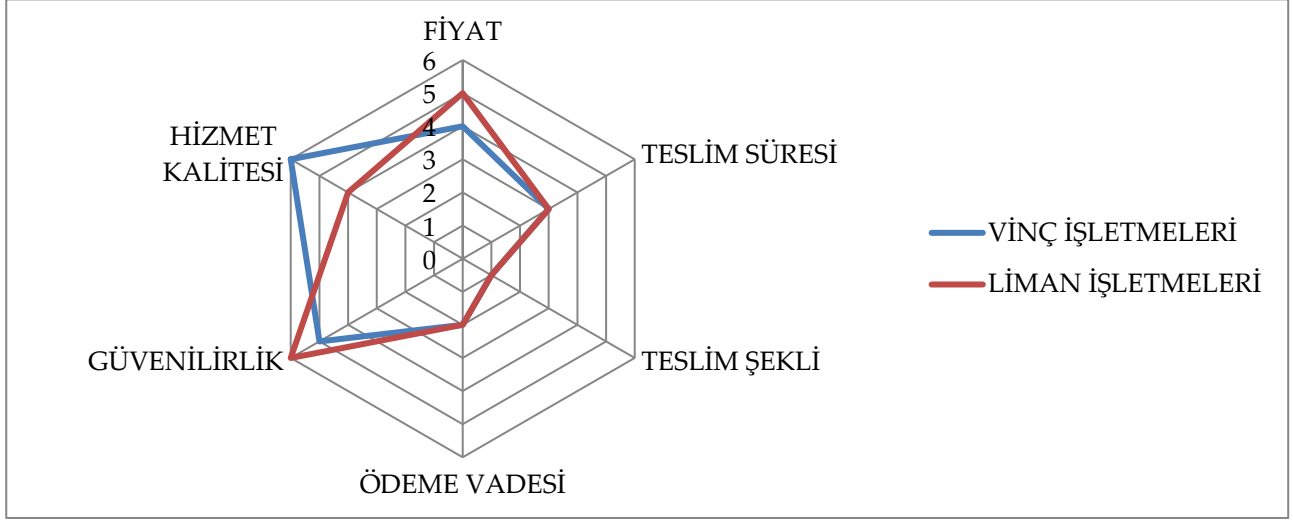 FİYAT
6
5
4
3
2
1
0
HİZMET
KALİTESİ
TESLİM SÜRESİ
VİNÇ İŞLETMELERİ
LİMAN İŞLETMELERİ
GÜVENİLİRLİK
TESLİM ŞEKLİ
ÖDEME VADESİ